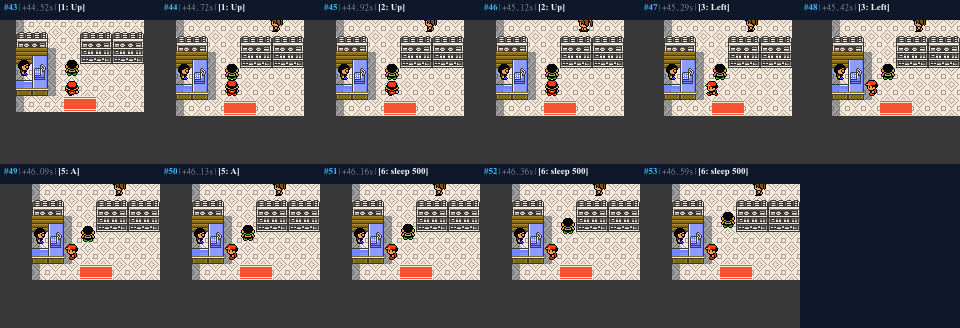 #43|+44.52s|[1: Up]
#44|+44.72s|[1: Up]
#45|+44.92s|[2: Up]
#46|+45.12s|[2: Up]
#47|+45.29s|[3: Left]
#48|+45.42s|[3: Left]
#49|+46.09s|[5: A]
#50|+46.13s|[5: A]
#51|+46.16s|[6: sleep 500]
#52|+46.36s|[6: sleep 500]
#53|+46.59s|[6: sleep 500]